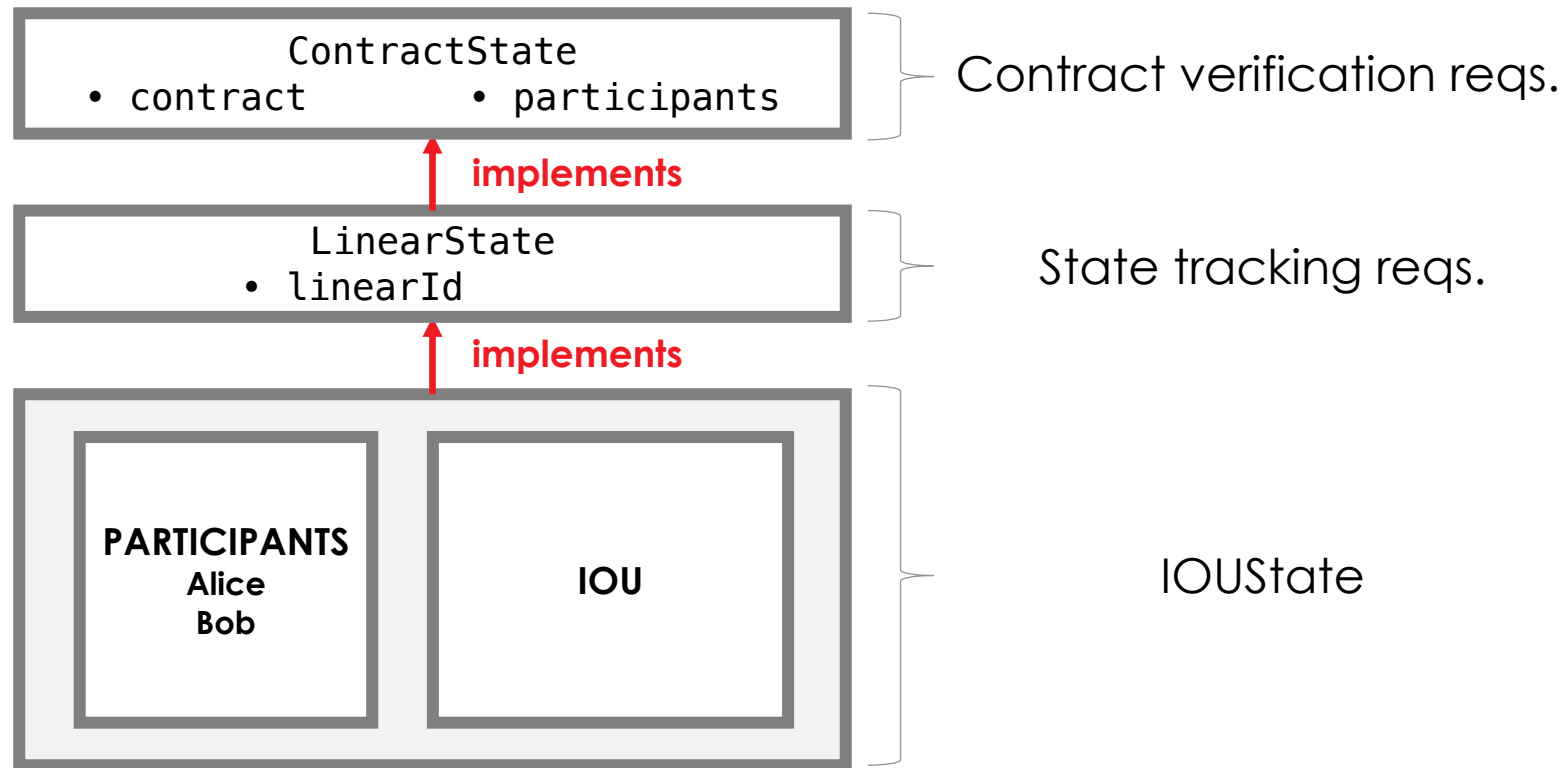 ContractState
• contract • participants
Contract verification reqs.
implements
LinearState
• linearId
State tracking reqs.
implements
PARTICIPANTS
Alice
Bob
IOU
IOUState